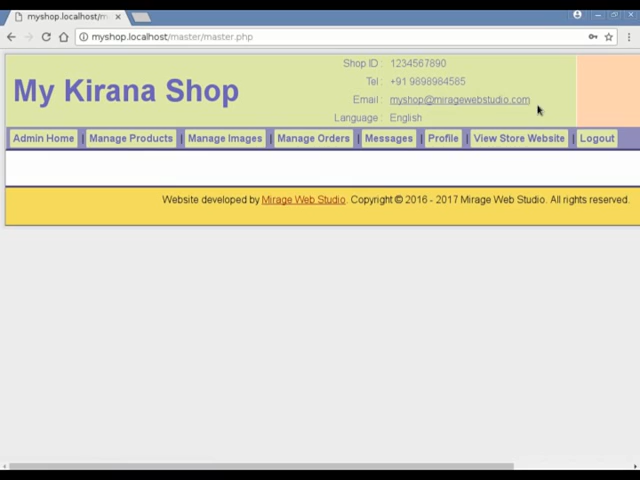 myshop.localhost/m
myshop.localhost/master/master.php
My Kirana Shop
Shop ID : 1234567890
Tel : +91 9898984585
Email : myshop@miragewebstudio.com
Language : English
Admin Home | Manage Products | Manage Images | Manage Orders | Messages | Profile | View Store Website | Logout
Website developed by Mirage Web Studio. Copyright © 2016 - 2017 Mirage Web Studio. All rights reserved.